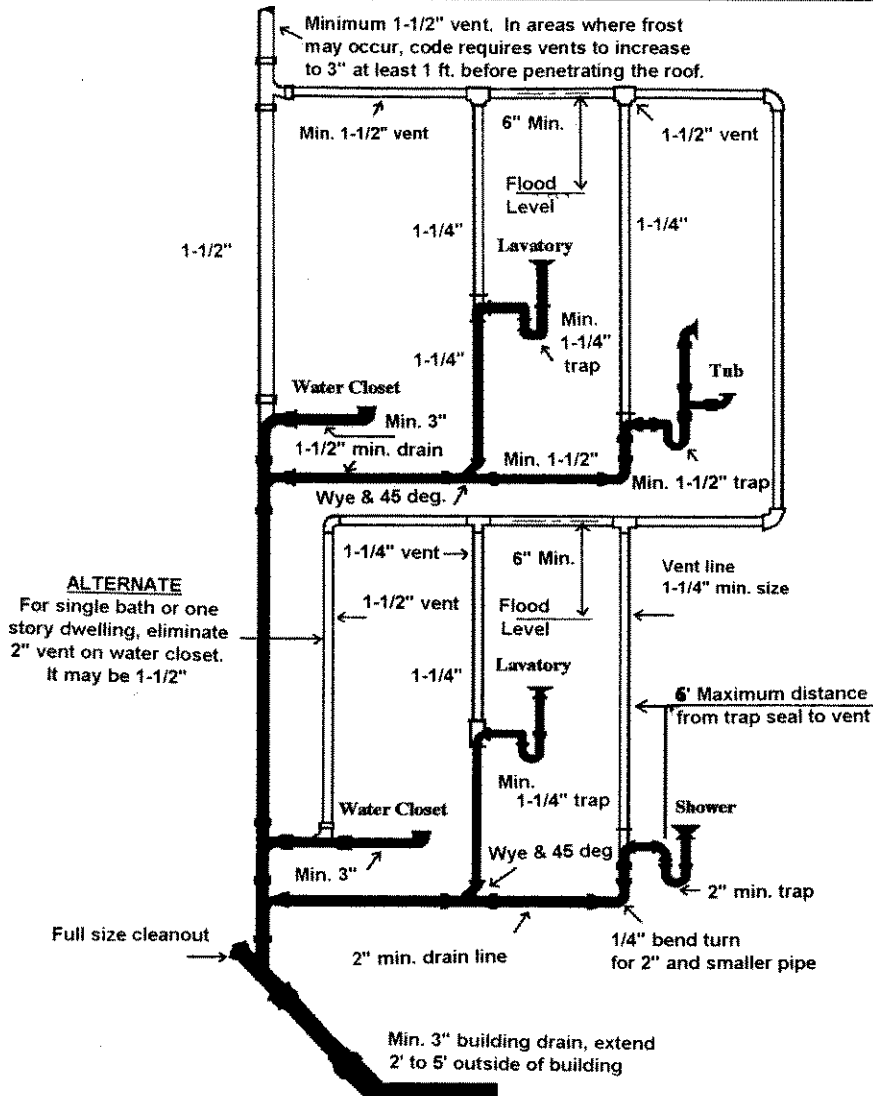 Minimum 1-1/2" vent. In areas where frost
may occur, code requires vents to increase
to 3" at least 1 ft. before penetrating the roof.
Min. 1-1/2" vent
6" Min.
1-1/2" vent
Flood
Level
1-1/2"
1-1/4"
Lavatory
1-1/4"
1-1/4"
Min.
1-1/4"
trap
Tub
Water Closet
Min. 3"
1-1/2" min. drain
Min. 1-1/2"
Min. 1-1/2" trap
Wye & 45 deg.
1-1/4" vent
6" Min.
Vent line
1-1/4" min. size
ALTERNATE
For single bath or one
story dwelling, eliminate
2" vent on water closet.
It may be 1-1/2"
1-1/2" vent
Flood
Level
1-1/4"
Lavatory
6' Maximum distance
from trap seal to vent
Min.
1-1/4" trap
Water Closet
Shower
Min. 3"
Wye & 45 deg
2" min. trap
Full size cleanout
2" min. drain line
1/4" bend turn
for 2" and smaller pipe
Min. 3" building drain, extend
2' to 5' outside of building